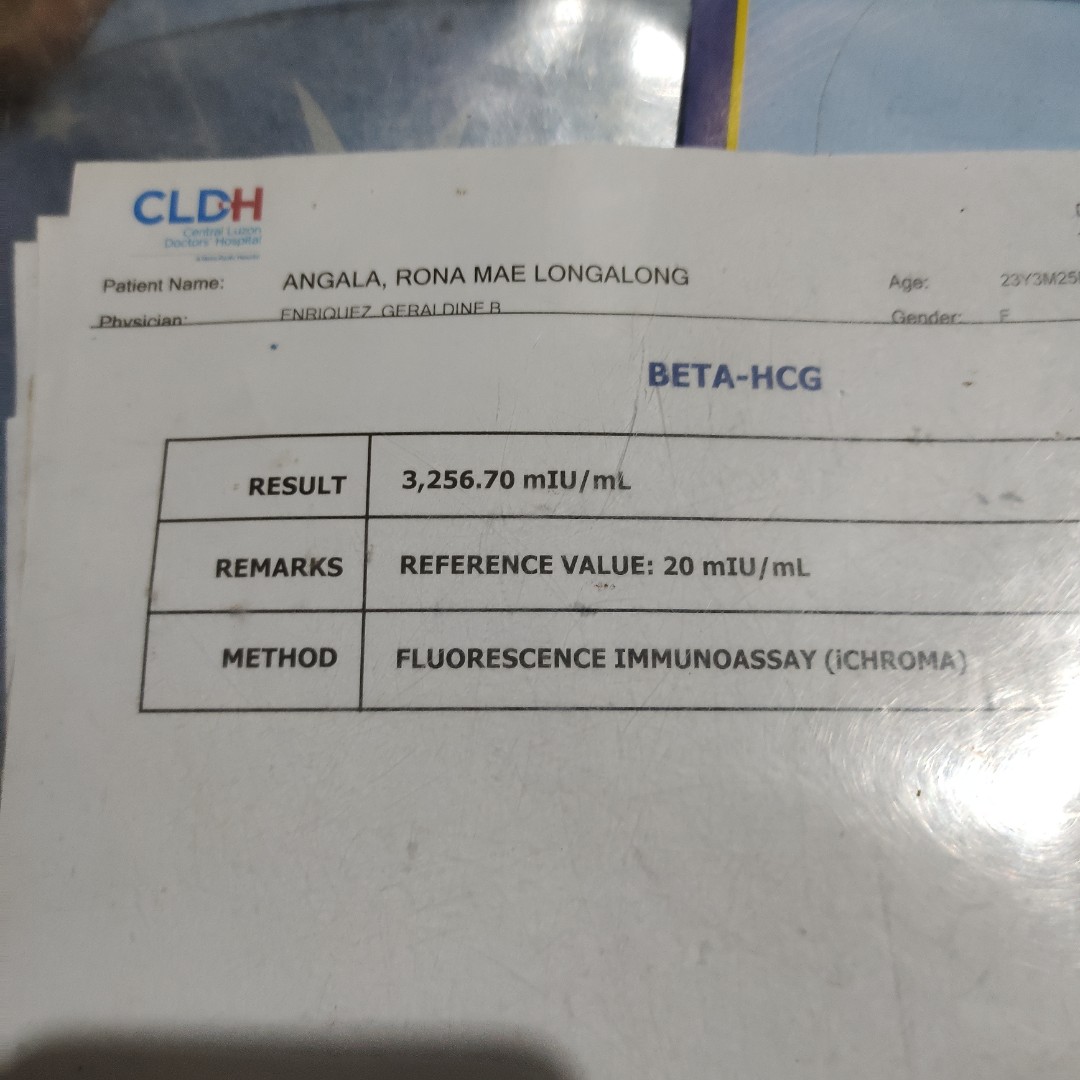 CLDH
Central Luzon
Doctors' Hospital
Patient Name: ANGALA, RONA MAE LONGALONG Age: 23Y3M25
Physician: ENRIQUEZ GERALDINE B Gender: F
BETA-HCG
RESULT 3,256.70 mIU/mL
REMARKS REFERENCE VALUE: 20 mIU/mL
METHOD FLUORESCENCE IMMUNOASSAY (iCHROMA)